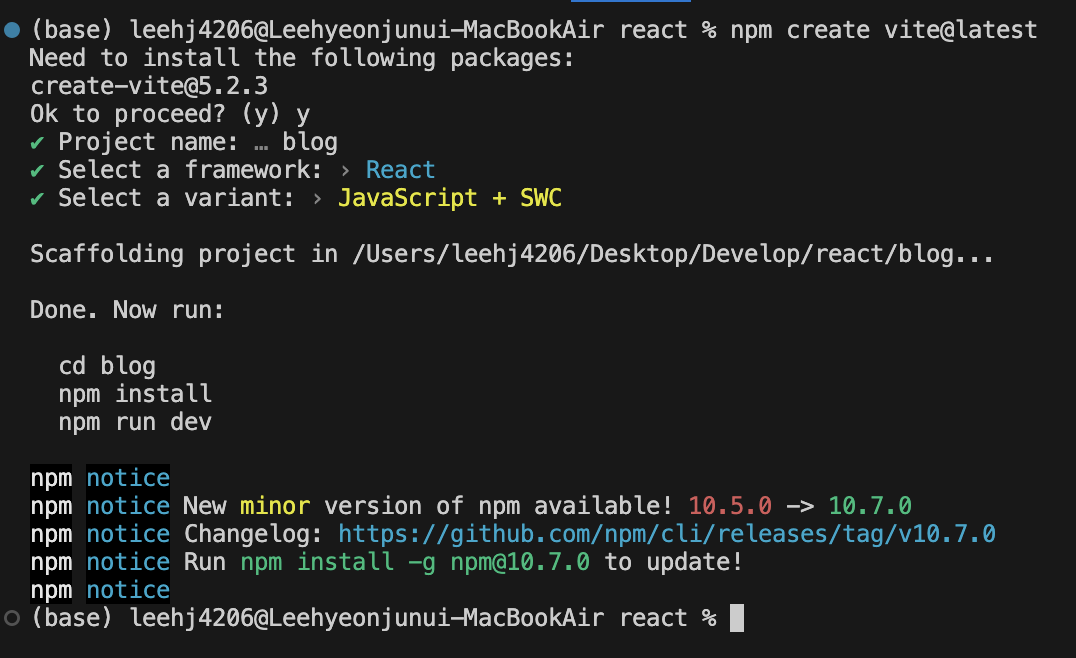 (base) leehj4206@Leehyeonjunui-MacBookAir react % npm create vite@latest
Need to install the following packages:
create-vite@5.2.3
Ok to proceed? (y) y
✔ Project name: … blog
✔ Select a framework: › React
✔ Select a variant: › JavaScript + SWC
Scaffolding project in /Users/leehj4206/Desktop/Develop/react/blog...
Done. Now run:
cd blog
npm install
npm run dev
npm notice
npm notice New minor version of npm available! 10.5.0 -> 10.7.0
npm notice Changelog: https://github.com/npm/cli/releases/tag/v10.7.0
npm notice Run npm install -g npm@10.7.0 to update!
npm notice
(base) leehj4206@Leehyeonjunui-MacBookAir react %